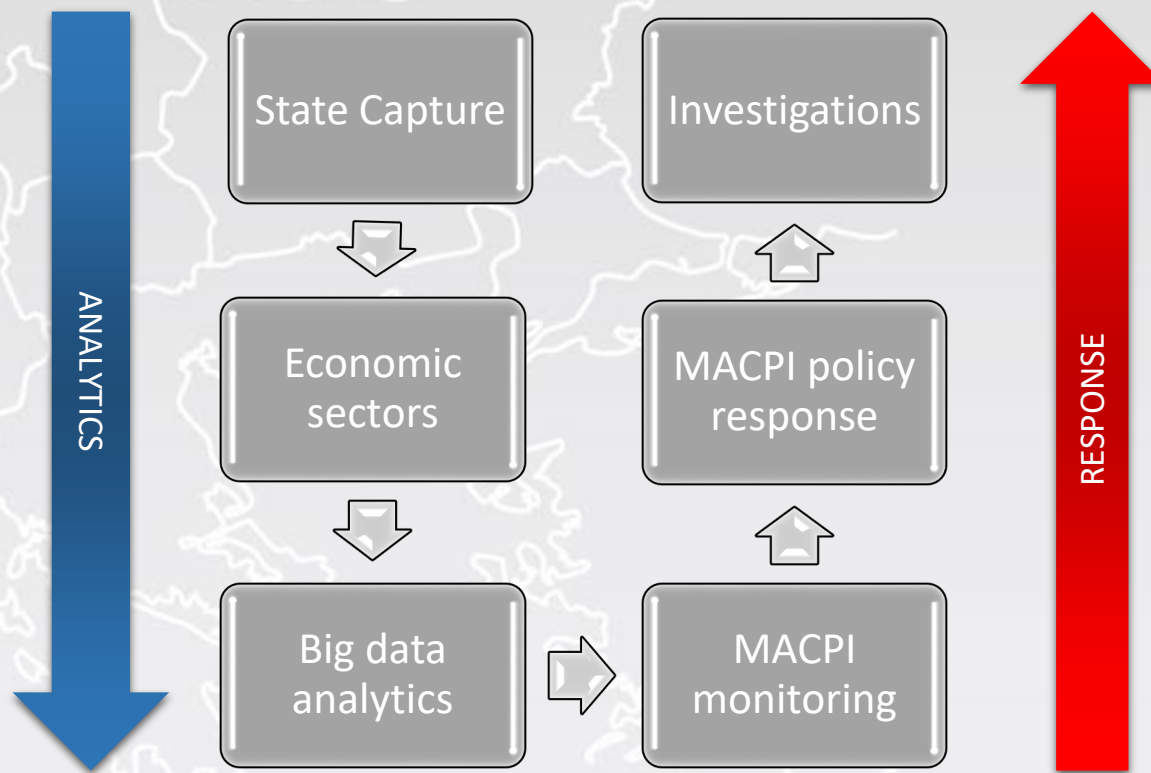 State Capture
Investigations
ANALYTICS
Economic
sectors
MACPI policy
response
RESPONSE
Big data
analytics
MACPI
monitoring